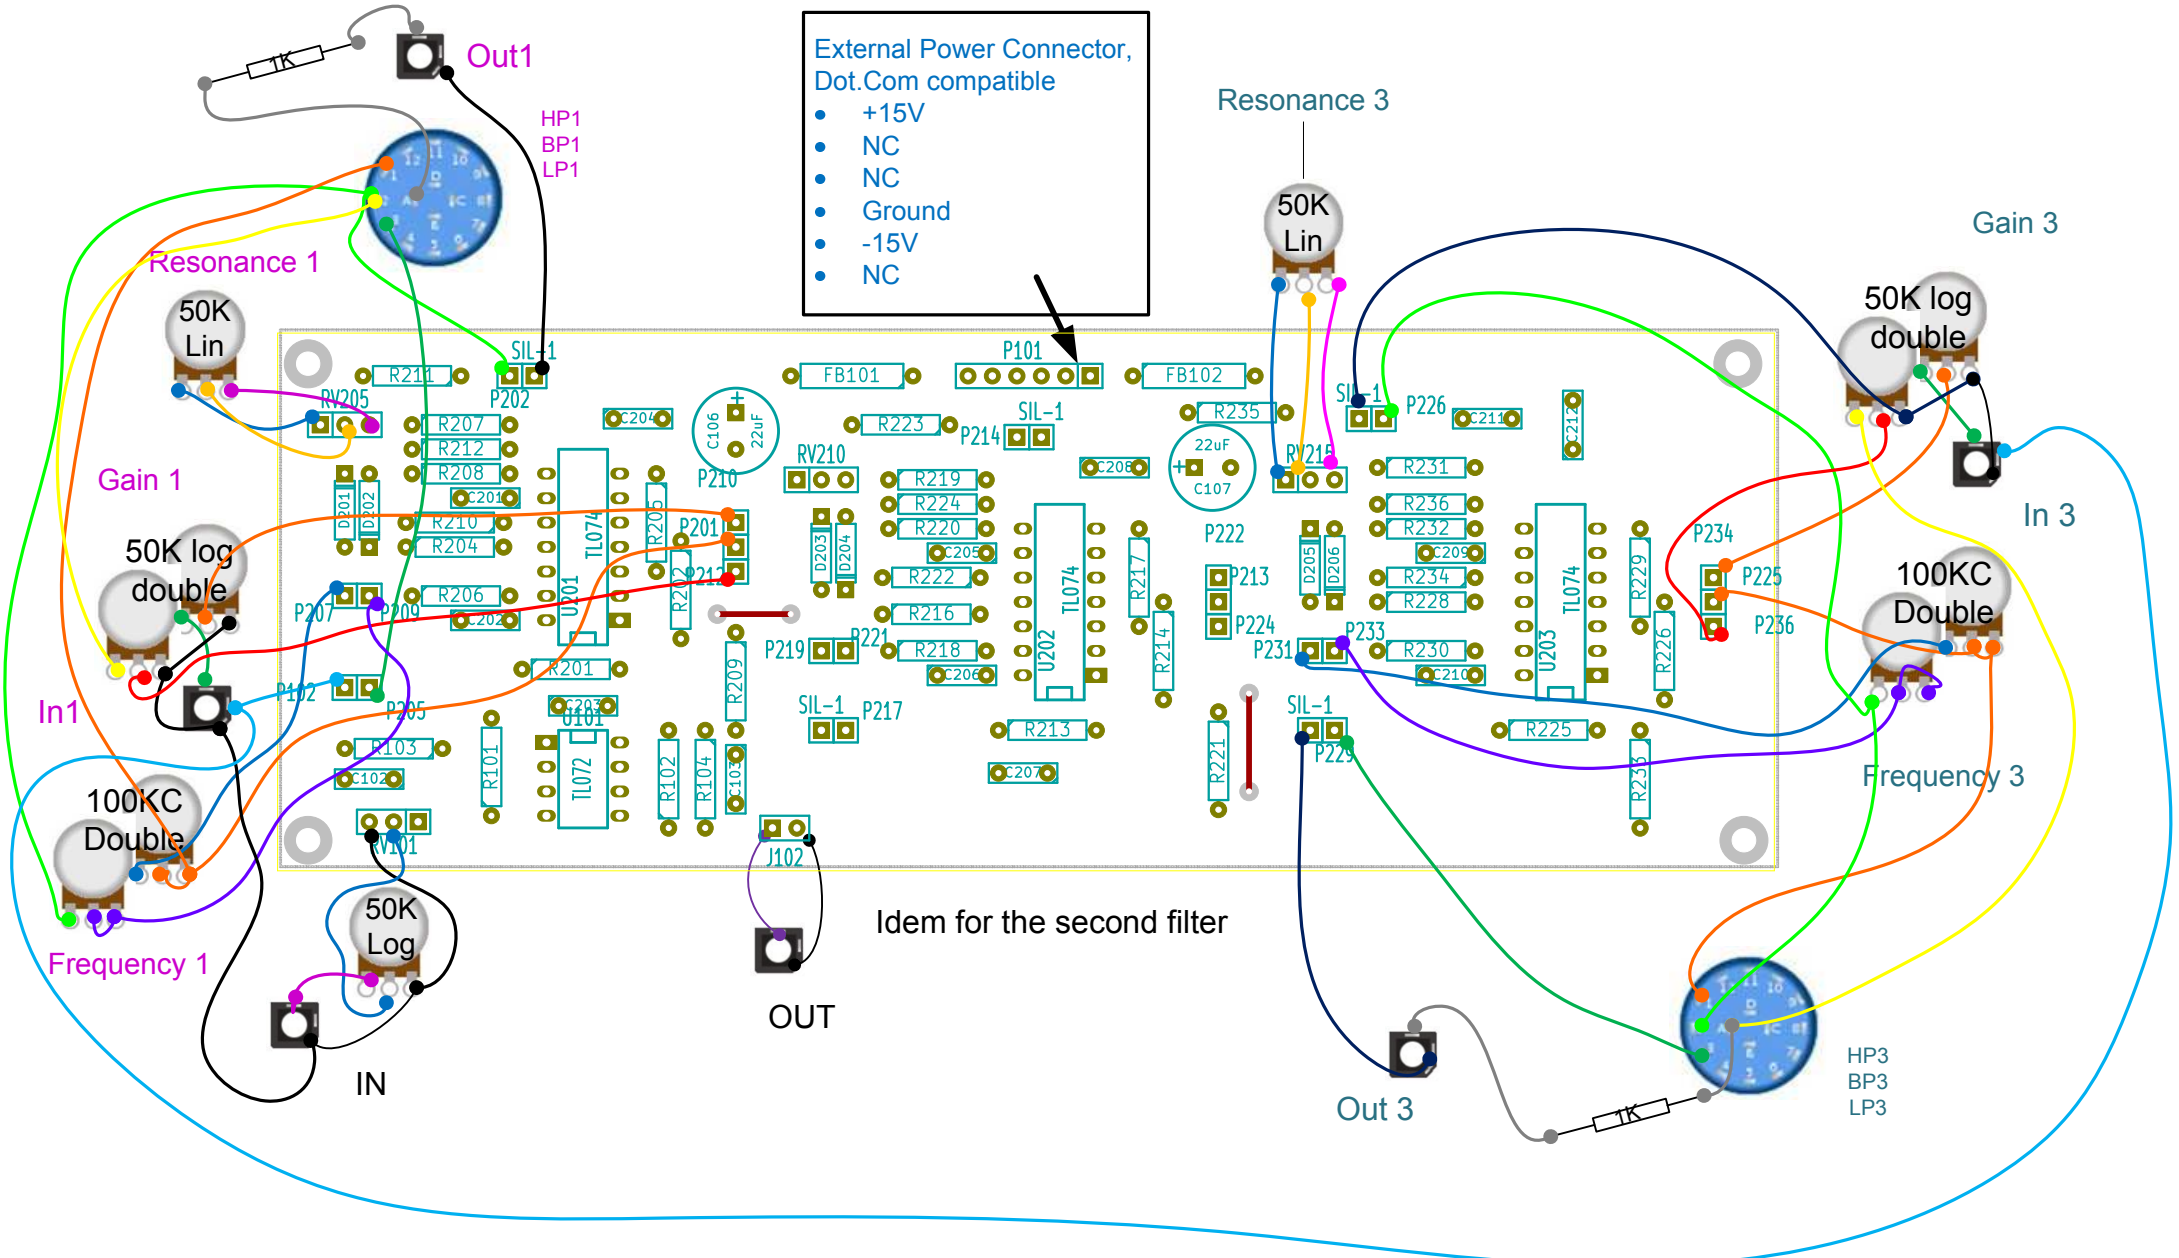 1K
Out1
HP1
BP1
LP1
External Power Connector,
Dot.Com compatible
+15V
NC
NC
Ground
-15V
NC
Resonance 3
50K
Lin
Gain 3
50K log
double
In 3
100KC
Double
Frequency 3
HP3
BP3
LP3
1K
Out 3
Resonance 1
50K
Lin
Gain 1
50K log
double
In1
100KC
Double
Frequency 1
50K
Log
IN
OUT
Idem for the second filter
R211
SIL-1
P202
RV205
R207
R212
R208
C201
R210
R204
D201
D202
P207
P209
R206
C202
P102
P205
R201
C203
U101
TL072
R103
C102
R101
RV101
R102
R104
C103
J102
C204
TL074
U201
R205
R202
R209
P210
P201
P212
C106
22uF
FB101
P101
FB102
R223
SIL-1
P214
RV210
R219
R224
R220
C205
R222
R216
R218
C206
D203
D204
P219
P221
SIL-1
P217
R213
C207
C208
TL074
U202
R217
R214
R235
22uF
C107
P222
P213
P224
R221
RV215
SIL-1
P226
C211
C212
R231
R236
R232
C209
R234
R228
R230
C210
D205
D206
P231
P233
SIL-1
P229
R225
TL074
U203
R229
R226
R233
P234
P225
P236